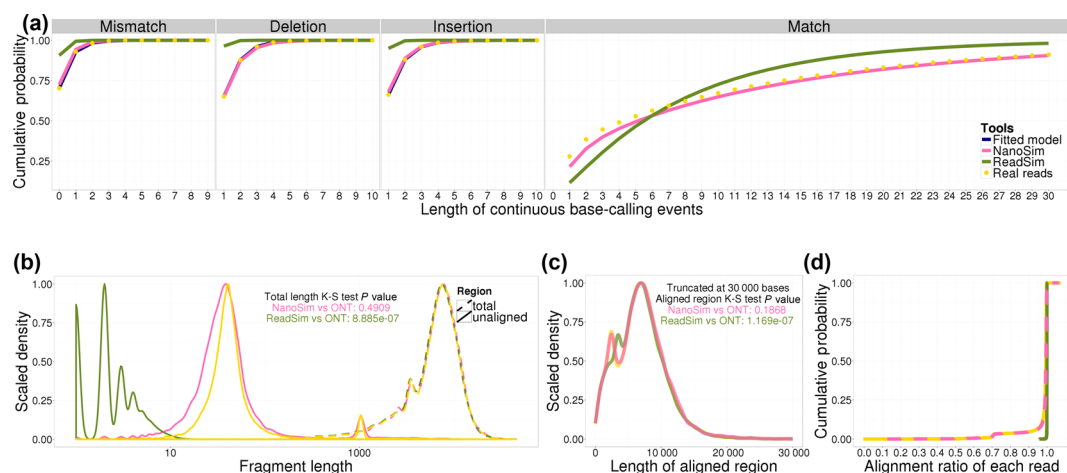 (a)
Mismatch Deletion Insertion Match
Cumulative probability
1.00
0.75
0.50
0.25
0 1 2 3 4 5 6 7 8 9 1 2 3 4 5 6 7 8 9 10 1 2 3 4 5 6 7 8 9 10 0 1 2 3 4 5 6 7 8 9 10 11 12 13 14 15 16 17 18 19 20 21 22 23 24 25 26 27 28 29 30
Length of continuous base-calling events
Tools
Fitted model
NanoSim
ReadSim
Real reads
(b)
Scaled density
1.00
0.75
0.50
0.25
0.00
10 1000
Fragment length
Total length K-S test P value
NanoSim vs ONT: 0.4909
ReadSim vs ONT: 8.885e-07
Region
total
unaligned
(c)
Scaled density
1.00
0.75
0.50
0.25
0.00
0 10 000 20 000 30 000
Length of aligned region
Truncated at 30 000 bases
Aligned region K-S test P value
NanoSim vs ONT: 0.1868
ReadSim vs ONT: 1.169e-07
(d)
Cumulative probability
1.00
0.75
0.50
0.25
0.00
0.0 0.1 0.2 0.3 0.4 0.5 0.6 0.7 0.8 0.9 1.0
Alignment ratio of each read